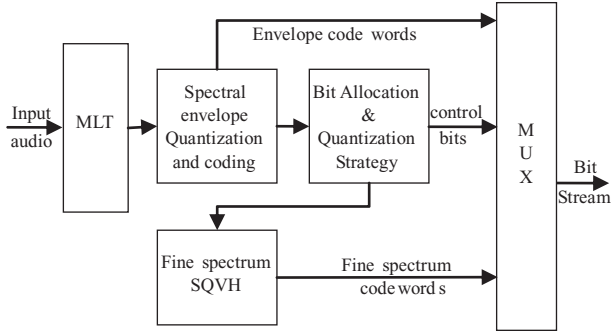 Envelope code words
Input
audio
MLT
Spectral
envelope
Quantization
and coding
Bit Allocation
&
Quantization
Strategy
control
bits
M
U
X
Bit
Stream
Fine spectrum
SQVH
Fine spectrum
code word s